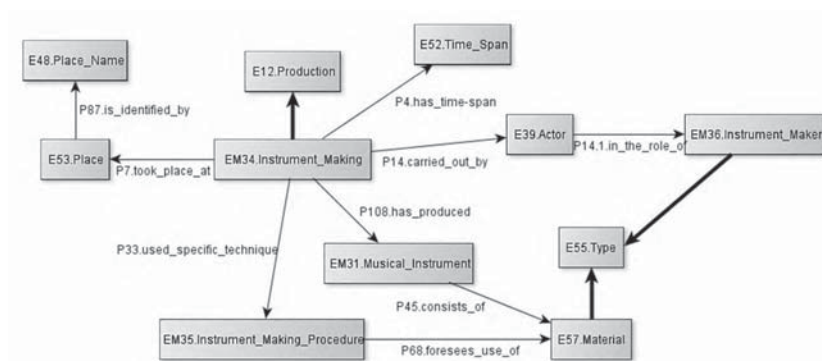 E52.Time_Span
E48.Place_Name
E12.Production
P87.is_identified_by
P4.has_time-span
E39.Actor
EM36.Instrument_Maker
E53.Place
EM34.Instrument_Making
P7.took_place_at
P14.carried_out_by
P14.1.in_the_role_of
P108.has_produced
P33.used_specific_technique
EM31.Musical_Instrument
E55.Type
P45.consists_of
EM35.Instrument_Making_Procedure
P68.foresees_use_of
E57.Material